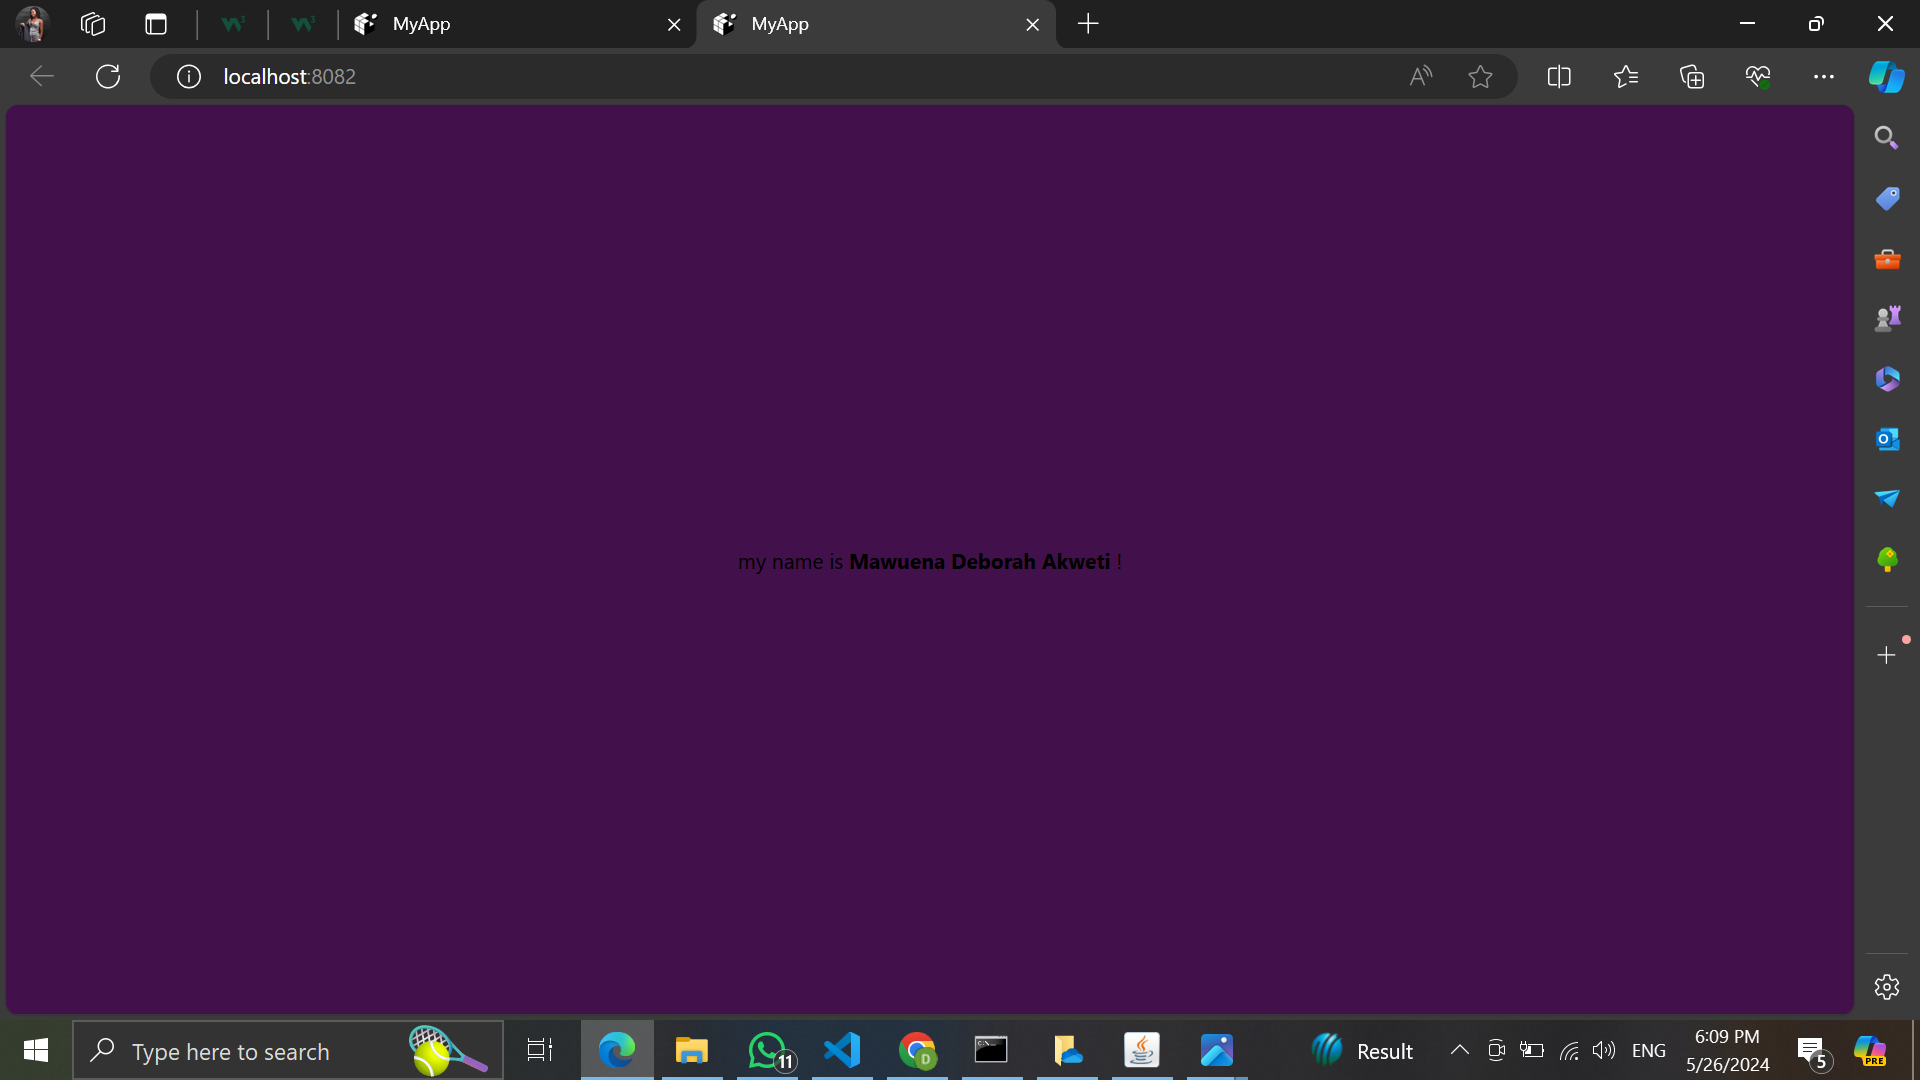 MyApp
MyApp
localhost:8082
my name is Mawuena Deborah Akweti !
Type here to search
11
D
Result
ENG
6:09 PM
5/26/2024
5
PRE